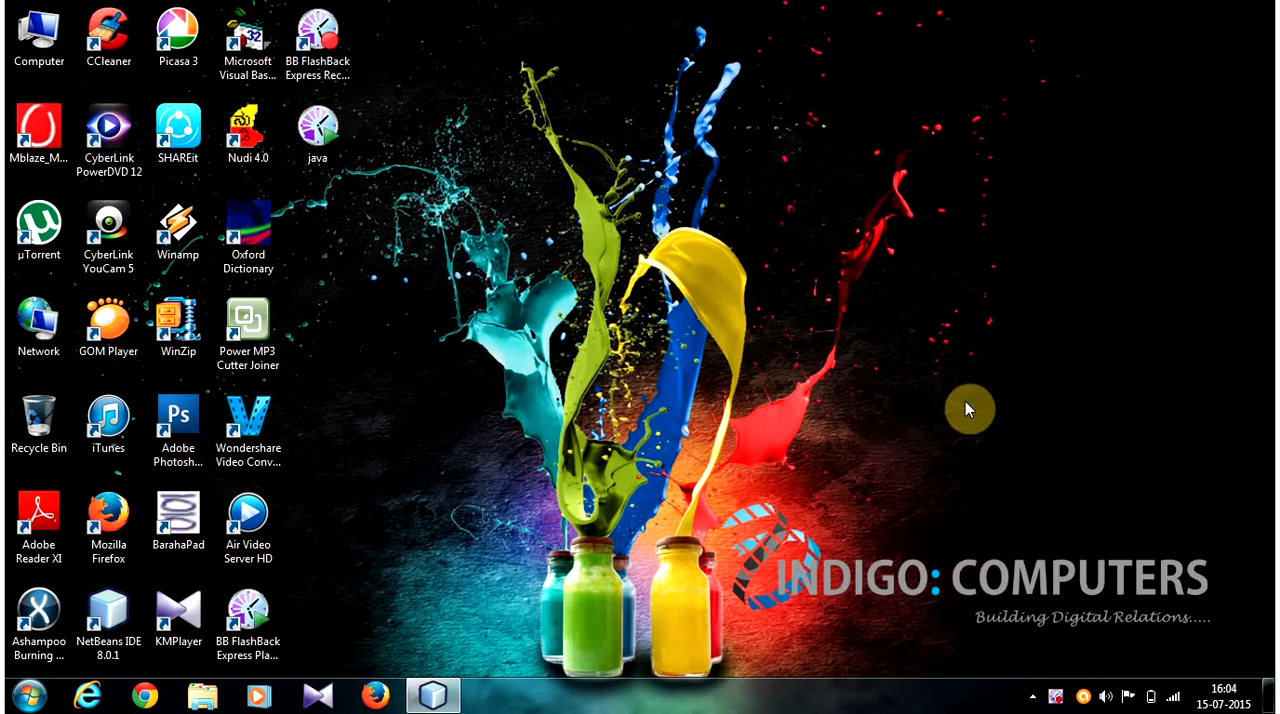 Computer
CCleaner
Picasa 3
Microsoft
Visual Bas...
BB FlashBack
Express Rec...
32
Mblaze_M...
CyberLink
PowerDVD 12
SHAREit
Nudi 4.0
ನು
java
µTorrent
CyberLink
YouCam 5
Winamp
Oxford
Dictionary
Network
GOM Player
WinZip
Power MP3
Cutter Joiner
Recycle Bin
iTunes
Ps
Adobe
Photosh...
Wondershare
Video Conv...
Adobe
Reader XI
Mozilla
Firefox
BarahaPad
Air Video
Server HD
Ashampoo
Burning ...
NetBeans IDE
8.0.1
KMPlayer
BB FlashBack
Express Pla...
INDIGO: COMPUTERS
Building Digital Relations.....
16:04
15-07-2015